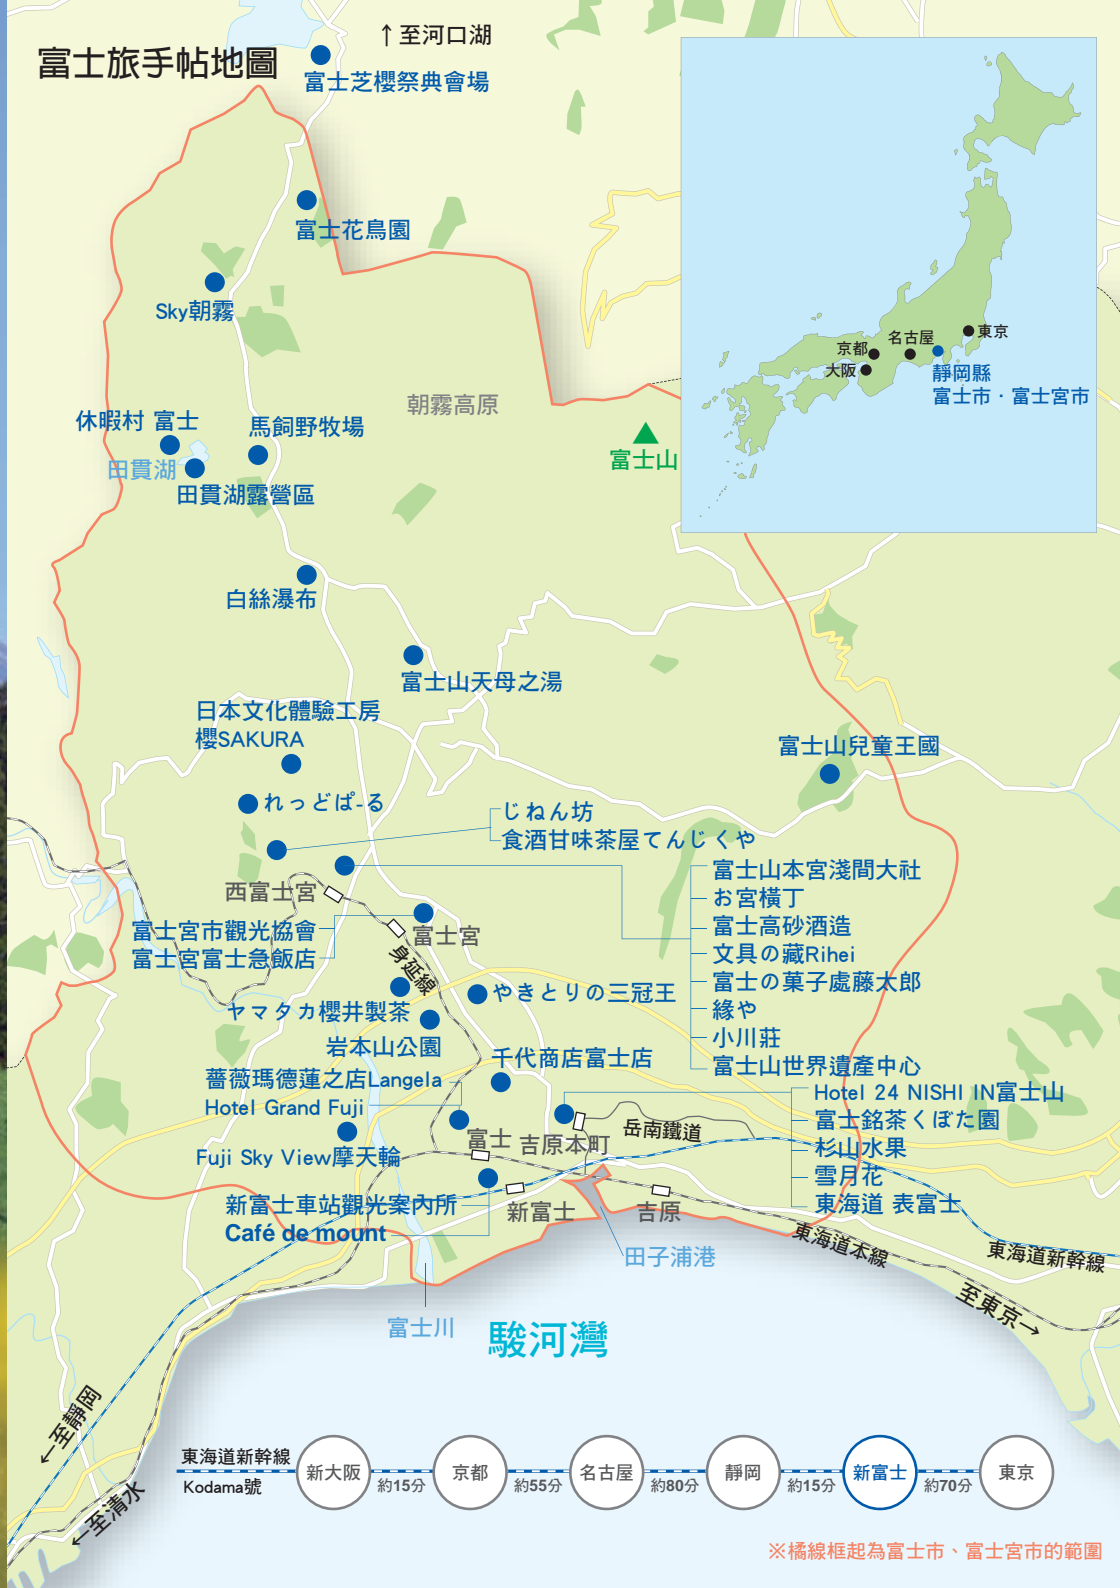 富士旅手帖地圖
↑至河口湖
富士芝櫻祭典會場
富士花鳥園
Sky朝霧
朝霧高原
休暇村 富士
田貫湖
馬飼野牧場
田貫湖露營區
富士山
京都
名古屋
東京
大阪
靜岡縣
富士市・富士宮市
白絲瀑布
富士山天母之湯
日本文化體驗工房
櫻SAKURA
富士山兒童王國
れっどぱーる
じねん坊
食酒甘味茶屋てんじくや
西富士宮
富士山本宮淺間大社
お宮橫丁
富士高砂酒造
文具の藏Rihei
富士の菓子處藤太郎
緣や
小川莊
富士山世界遺產中心
富士宮市觀光協會
富士宮富士急飯店
富士宮
身延線
やきとりの三冠王
ヤマタカ櫻井製茶
岩本山公園
千代商店富士店
薔薇瑪德蓮之店Langela
Hotel Grand Fuji
Fuji Sky View摩天輪
富士
吉原本町
岳南鐵道
Hotel 24 NISHI IN富士山
富士銘茶くぼた園
杉山水果
雪月花
東海道 表富士
新富士車站觀光案內所
Café de mount
新富士
吉原
田子浦港
東海道本線
東海道新幹線
至東京→
富士川
駿河灣
←至靜岡
←至清水
東海道新幹線
Kodama號
新大阪
約15分
京都
約55分
名古屋
約80分
靜岡
約15分
新富士
約70分
東京
※橘線框起為富士市、富士宮市的範圍